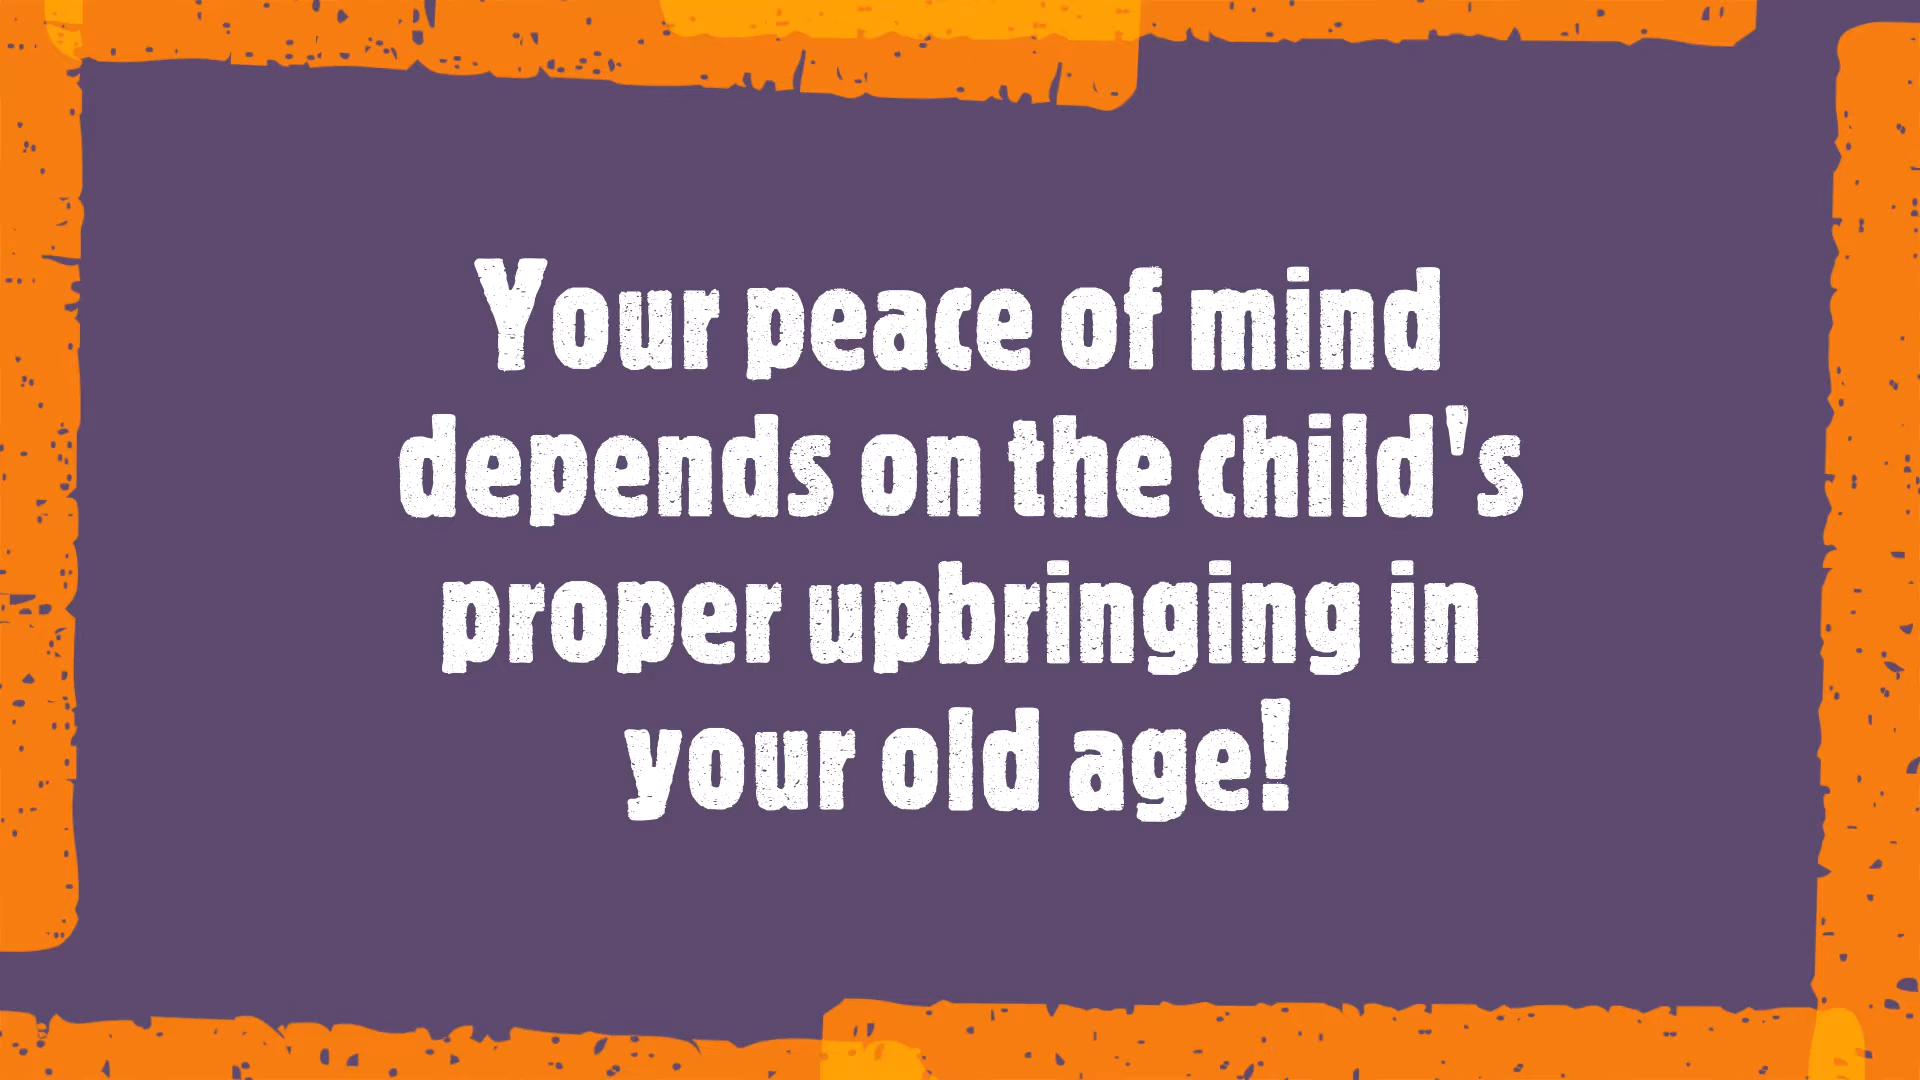 Your peace of mind
depends on the child's
proper upbringing in
your old age!